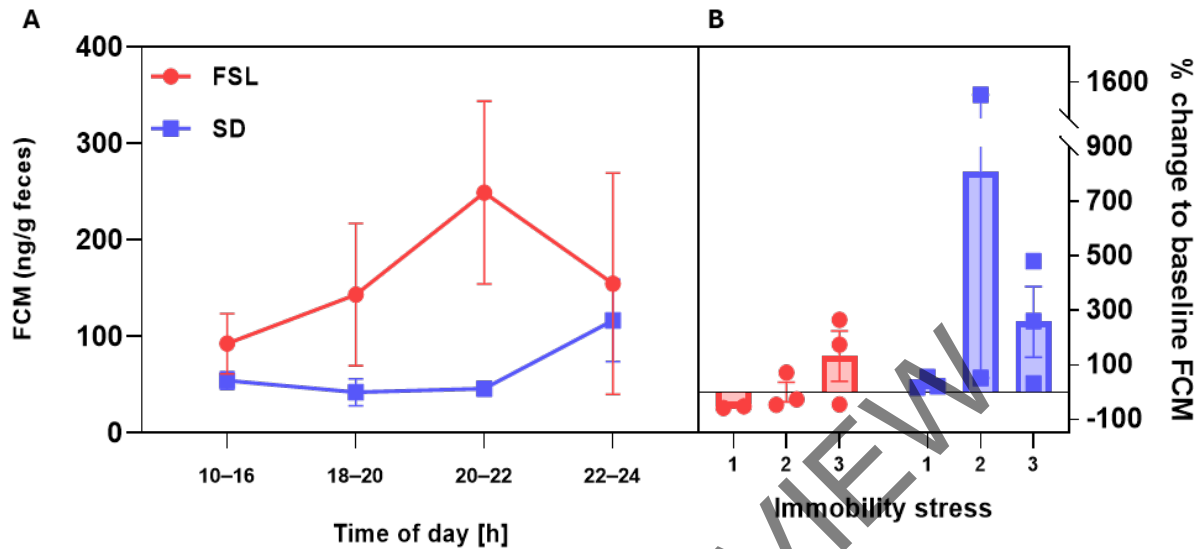 A
B
FCM (ng/g feces)
400
300
200
100
0
FSL
SD
10–16
18–20
20–22
22–24
Time of day [h]
1600
900
700
500
300
100
-100
% change to baseline FCM
1
2
3
1
2
3
Immobility stress
VIEW